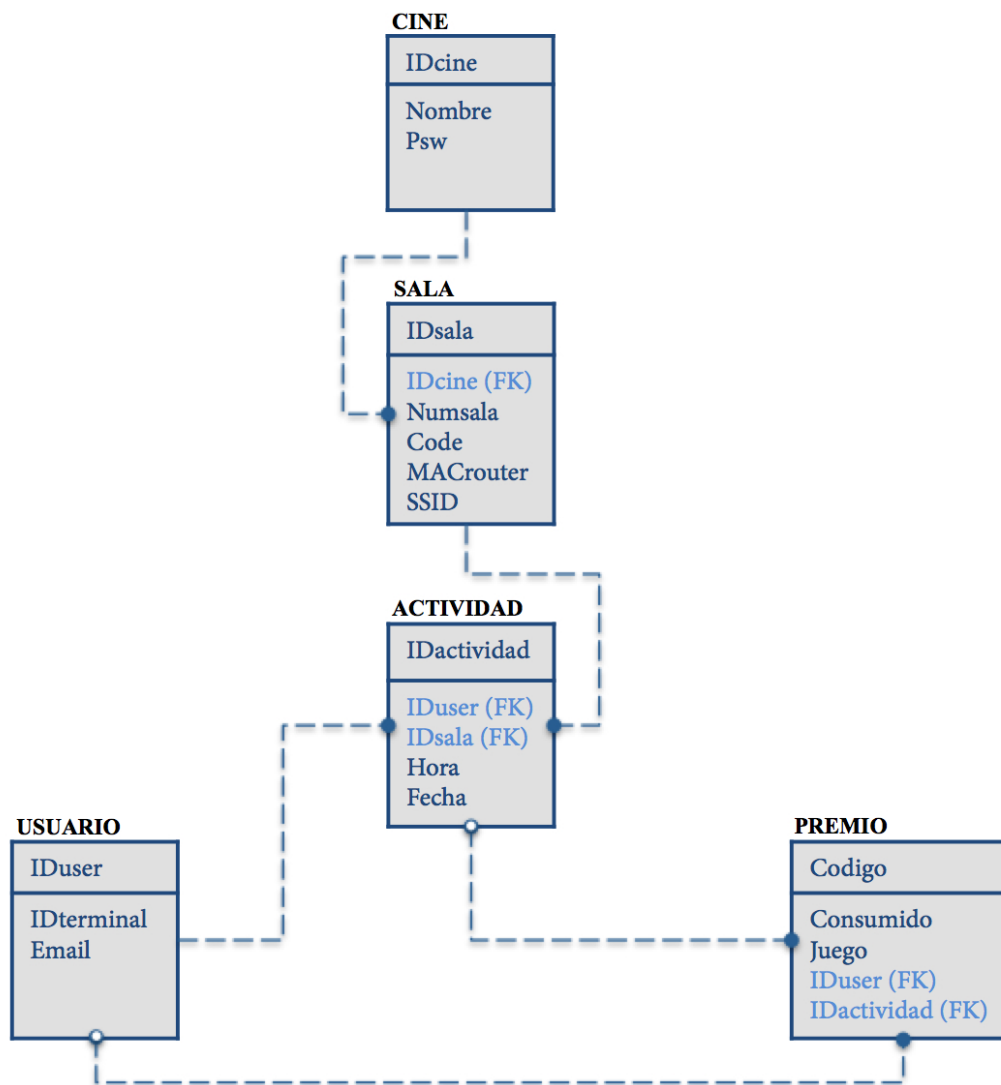 CINE
IDcine
Nombre
Psw
SALA
IDsala
IDcine (FK)
Numsala
Code
MACrouter
SSID
ACTIVIDAD
IDactividad
IDuser (FK)
IDsala (FK)
Hora
Fecha
USUARIO
IDuser
IDterminal
Email
PREMIO
Codigo
Consumido
Juego
IDuser (FK)
IDactividad (FK)